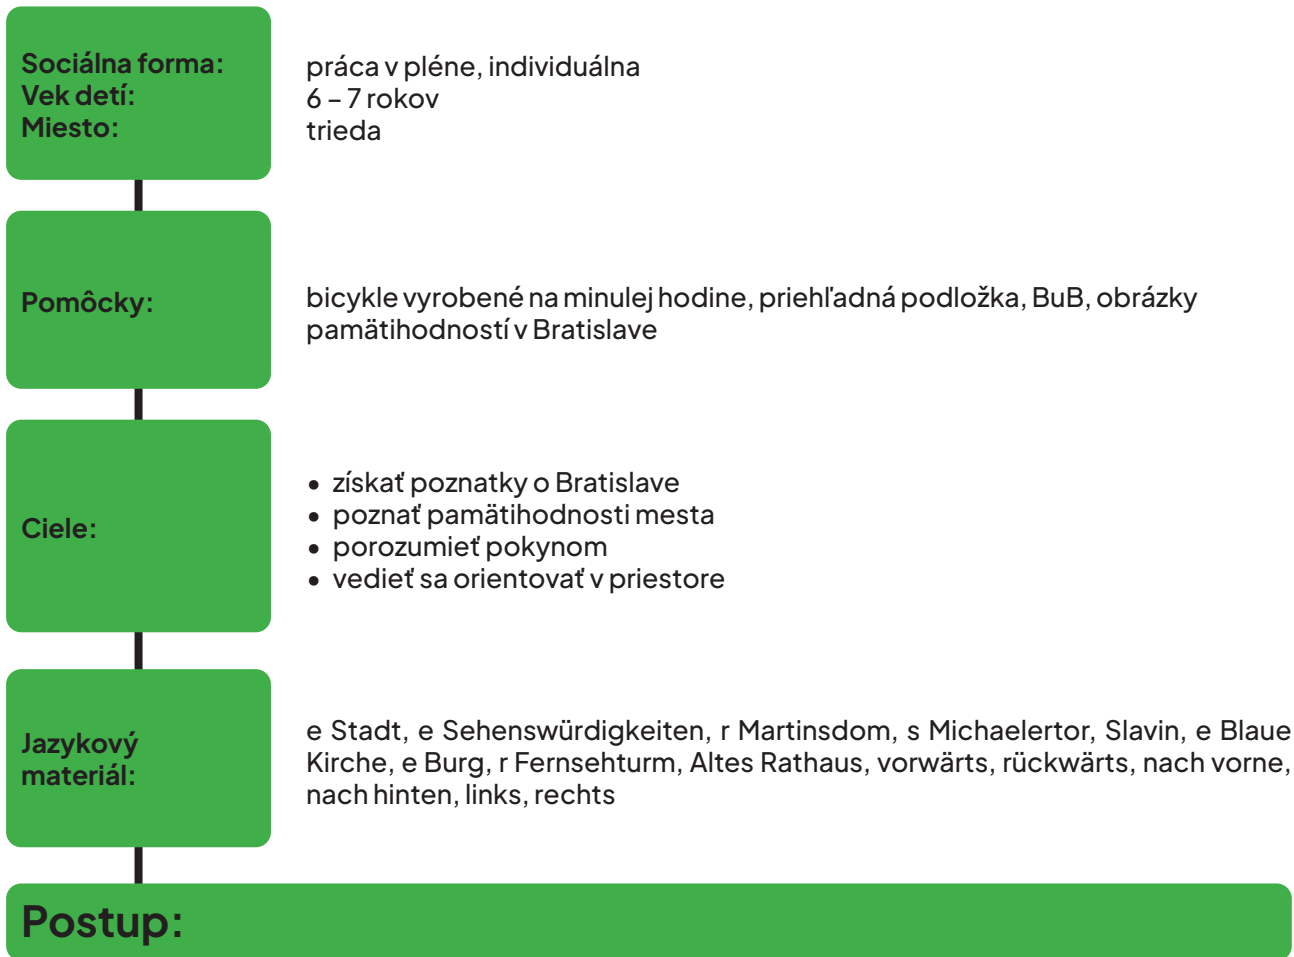 Sociálna forma: práca v pléne, individuálna
Vek detí: 6 – 7 rokov
Miesto: trieda
Pomôcky: bicykle vyrobené na minulej hodine, priehľadná podložka, BuB, obrázky
pamätihodností v Bratislave
Ciele:
• získať poznatky o Bratislave
• poznať pamätihodnosti mesta
• porozumieť pokynom
• vedieť sa orientovať v priestore
Jazykový
materiál:
e Stadt, e Sehenswürdigkeiten, r Martinsdom, s Michaelertor, Slavin, e Blaue
Kirche, e Burg, r Fernsehturm, Altes Rathaus, vorwärts, rückwärts, nach vorne,
nach hinten, links, rechts
Postup: